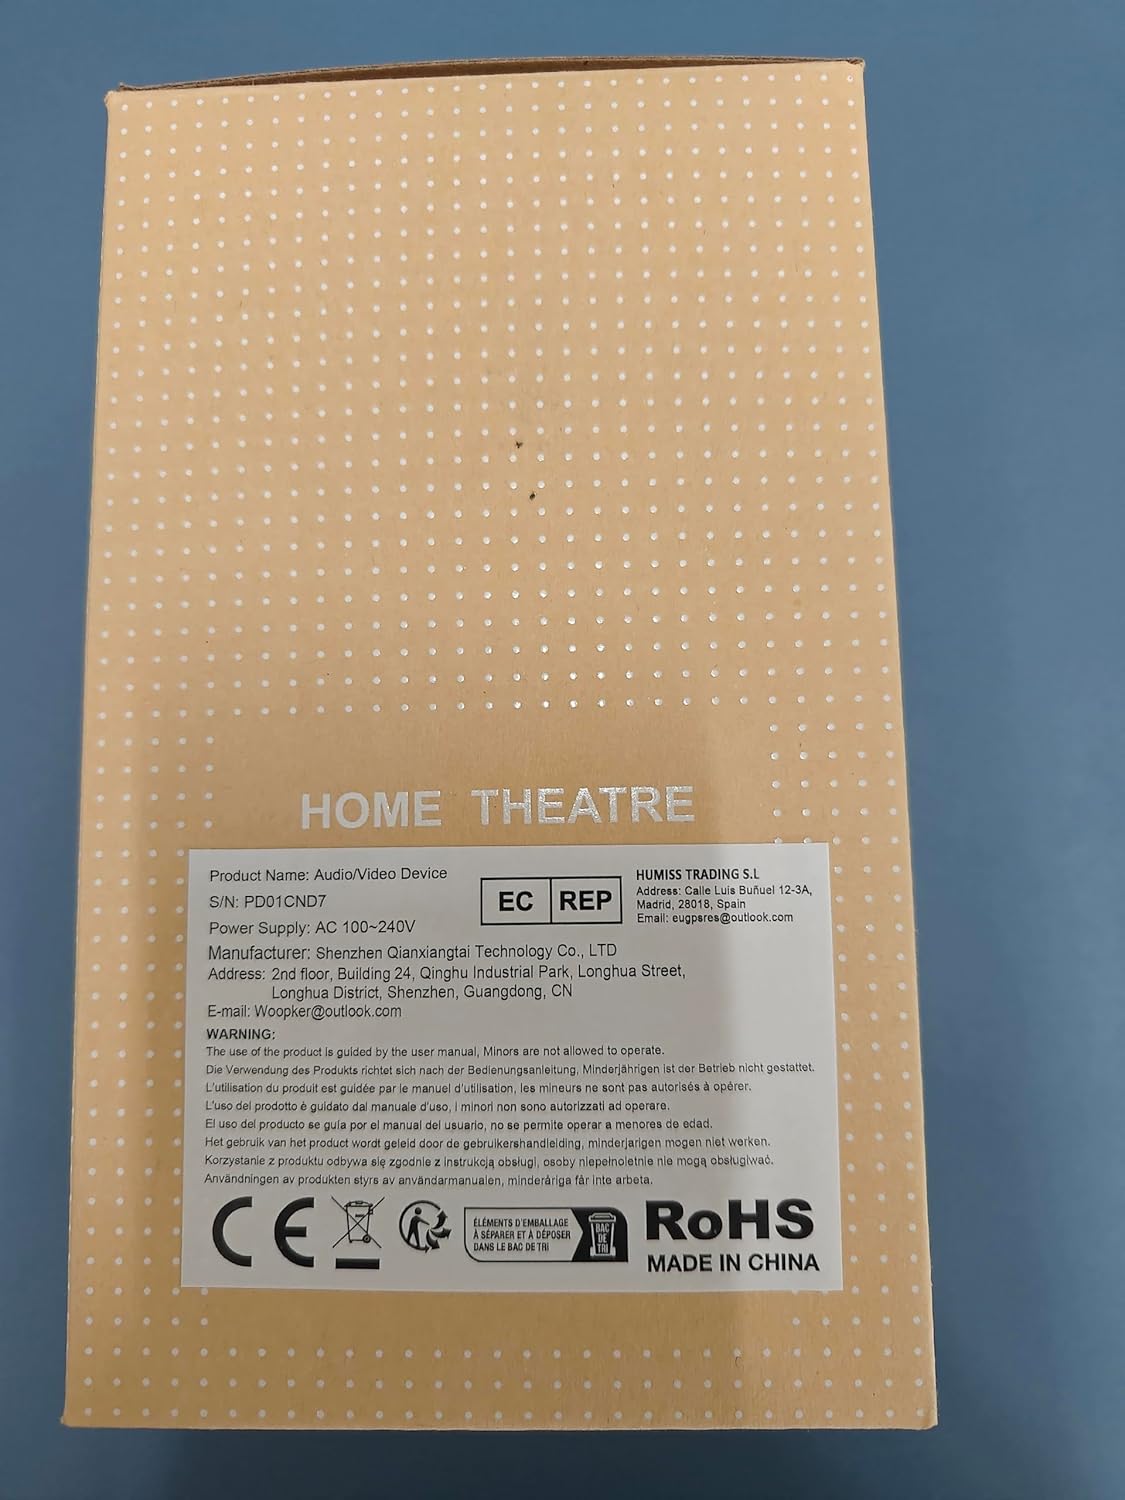 HOME THEATRE
Product Name: Audio/Video Device
S/N: PD01CND7
Power Supply: AC 100~240V
EC REP
HUMISS TRADING S.L
Address: Calle Luis Buñuel 12-3A,
Madrid, 28018, Spain
Email: eugpsres@outlook.com
Manufacturer: Shenzhen Qianxiangtai Technology Co., LTD
Address: 2nd floor, Building 24, Qinghu Industrial Park, Longhua Street,
Longhua District, Shenzhen, Guangdong, CN
E-mail: Woopker@outlook.com
WARNING:
The use of the product is guided by the user manual, Minors are not allowed to operate.
Die Verwendung des Produkts richtet sich nach der Bedienungsanleitung, Minderjährigen ist der Betrieb nicht gestattet.
L'utilisation du produit est guidée par le manuel d'utilisation, les mineurs ne sont pas autorisés à opérer.
L'uso del prodotto è guidato dal manuale d'uso, i minori non sono autorizzati ad operare.
El uso del producto se guía por el manual del usuario, no se permite operar a menores de edad.
Het gebruik van het product wordt geleid door de gebruikershandleiding, minderjarigen mogen niet werken.
Korzystanie z produktu odbywa się zgodnie z instrukcją obsługi, osoby niepełnoletnie nie mogą obsługiwać.
Användningen av produkten styrs av användarmanualen, minderåriga får inte arbeta.
CE
ÉLÉMENTS D'EMBALLAGE
À SÉPARER ET À DÉPOSER
DANS LE BAC DE TRI
BAC
DE
TRI
RoHS
MADE IN CHINA